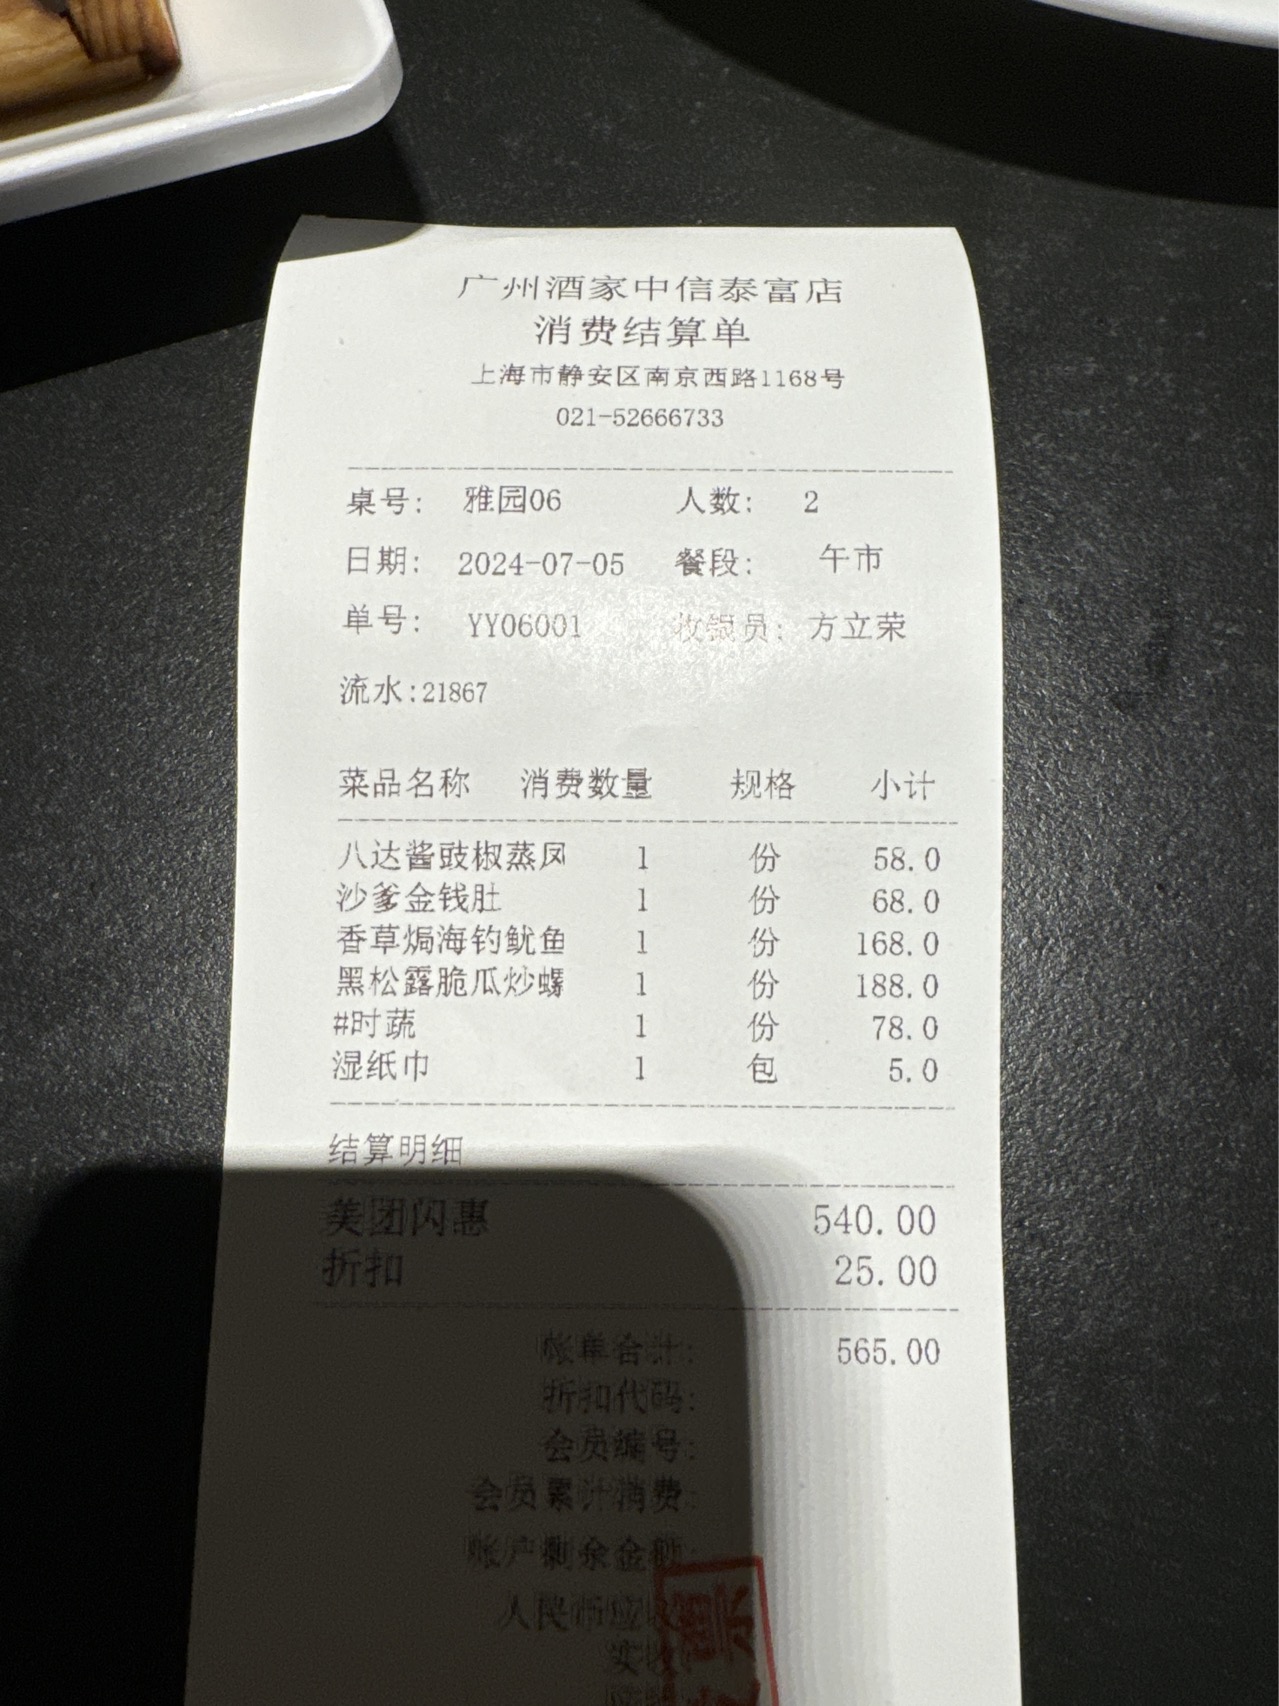 广州酒家中信泰富店
消费结算单
上海市静安区南京西路1168号
021-52666733
桌号: 雅园06 人数: 2
日期: 2024-07-05 餐段: 午市
单号: YY06001 收银员: 方立荣
流水:21867
菜品名称 消费数量 规格 小计
八达酱豉椒蒸凤 1 份 58.0
沙爹金钱肚 1 份 68.0
香草焗海钓鱿鱼 1 份 168.0
黑松露脆瓜炒螺 1 份 188.0
#时蔬 1 份 78.0
湿纸巾 1 包 5.0
结算明细
美团闪惠 540.00
折扣 25.00
帐单合计: 565.00
折扣代码:
会员编号:
会员累计消费:
账户剩余金额:
人民币应收
实收: